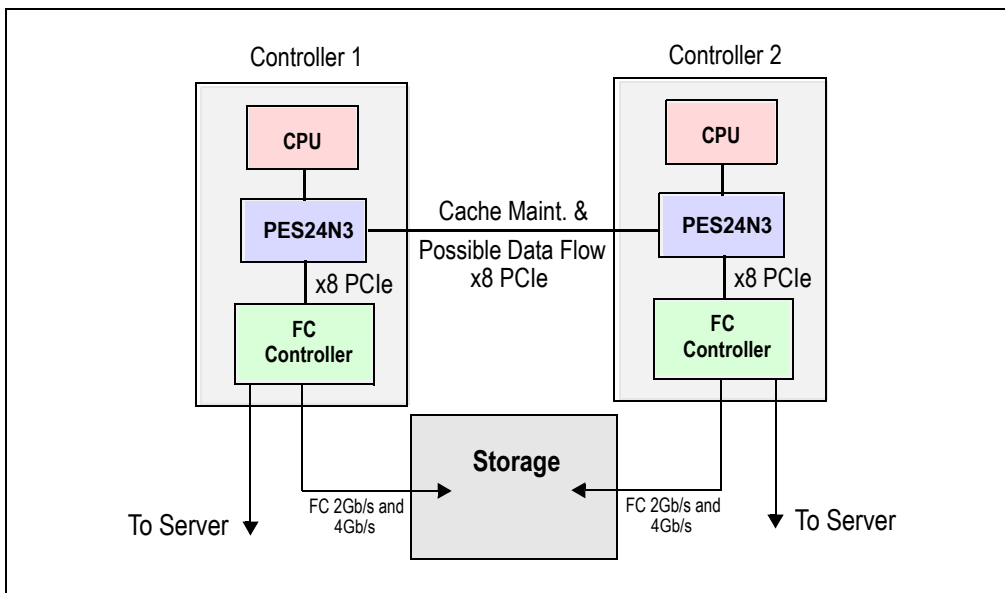 Controller 1
Controller 2
CPU
CPU
PES24N3
Cache Maint. &
PES24N3
Possible Data Flow
x8 PCIe
x8 PCIe
x8 PCIe
FC
Controller
FC
Controller
Storage
FC 2Gb/s and
4Gb/s
FC 2Gb/s and
4Gb/s
To Server
To Server